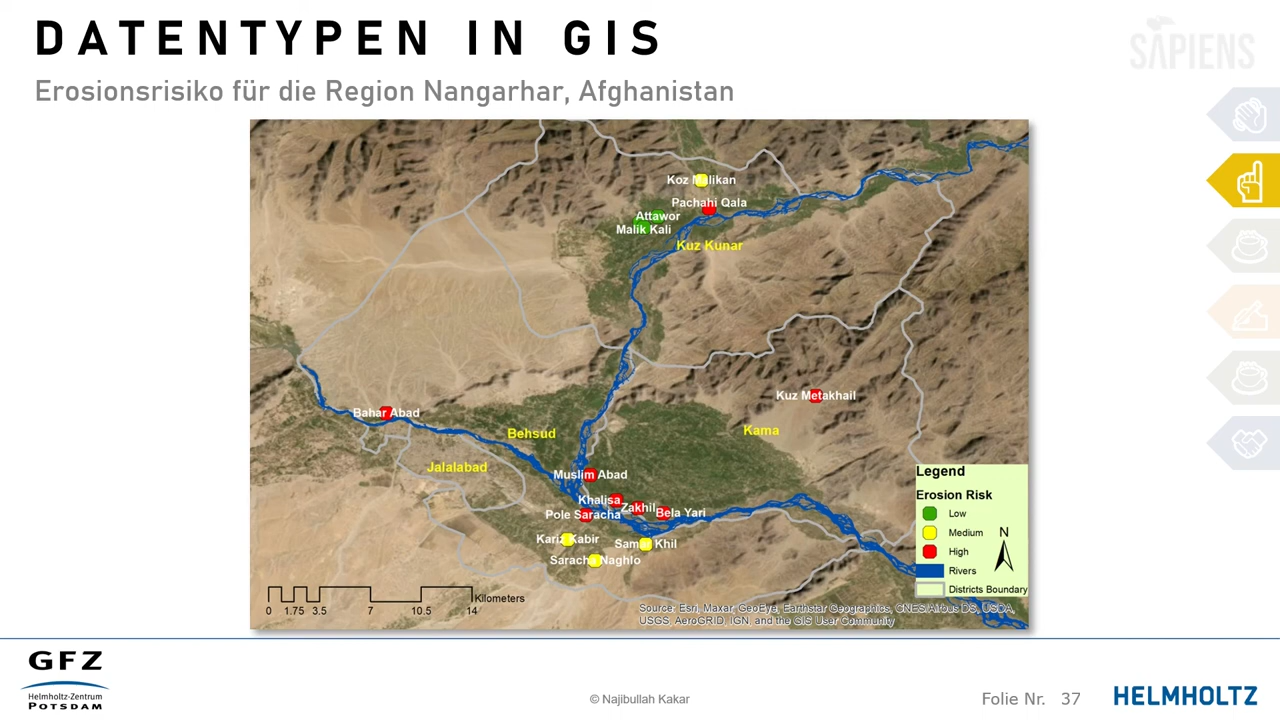 DATENTYPEN IN GIS
SAPIENS
Erosionsrisiko für die Region Nangarhar, Afghanistan
Koz Malikan
Pachahi Qala
Attawor
Malik Kali
Kuz Kunar
Kuz Metakhail
Bahar Abad
Behsud
Kama
Jalalabad
Muslim Abad
Khalisa
Zakhil
Bela Yari
Pole Saracha
Kariz Kabir
Samar Khil
Saracha Naghlo
Legend
Erosion Risk
Low
Medium
High
Rivers
Districts Boundary
N
Kilometers
0 1.75 3.5 7 10.5 14
Source: Esri, Maxar, GeoEye, Earthstar Geographics, CNES/Airbus DS, USDA,
USGS, AeroGRID, IGN, and the GIS User Community
GFZ
Helmholtz-Zentrum
POTSDAM
© Najibullah Kakar
Folie Nr. 37
HELMHOLTZ